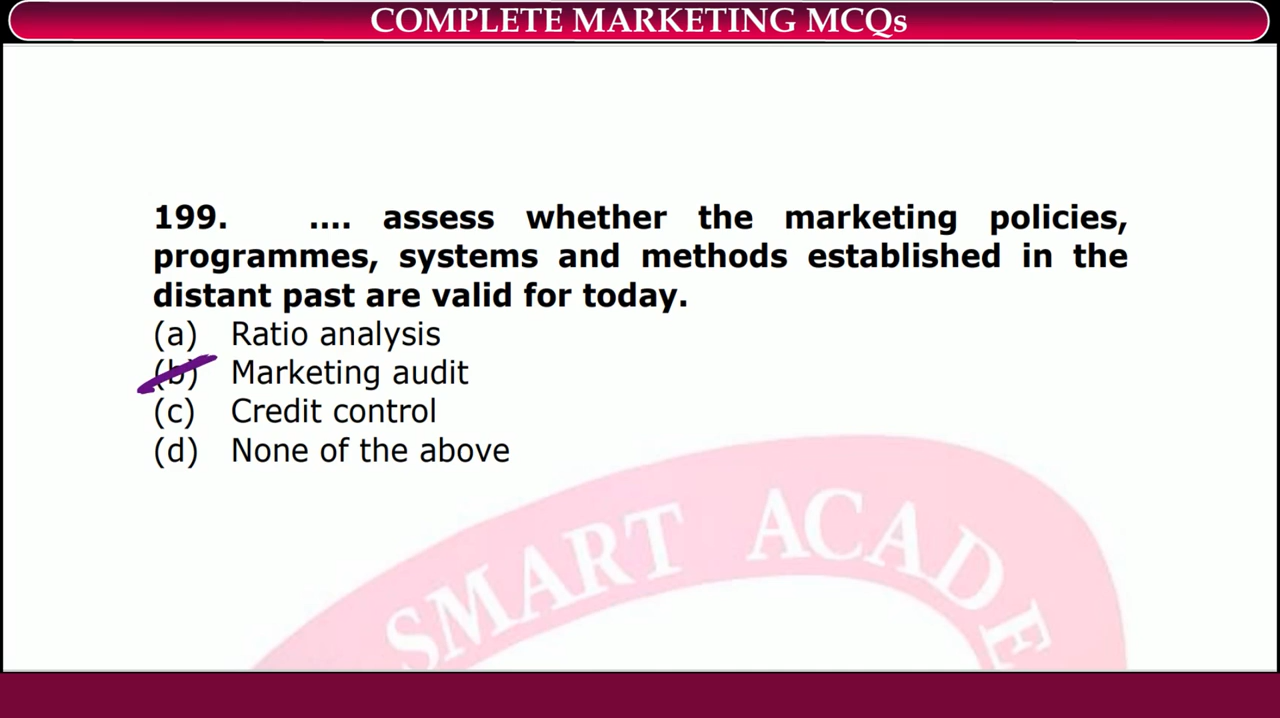 COMPLETE MARKETING MCQs
199. .... assess whether the marketing policies,
programmes, systems and methods established in the
distant past are valid for today.
(a) Ratio analysis
(b) Marketing audit
(c) Credit control
(d) None of the above
SMART ACADE